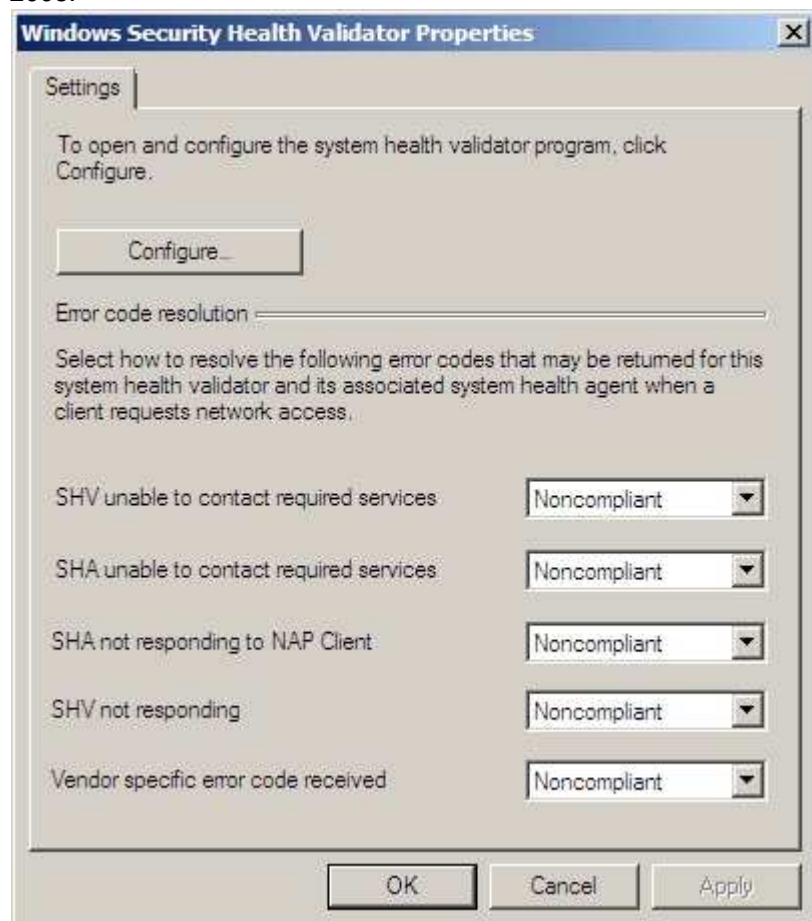 Windows Security Health Validator Properties
Settings
To open and configure the system health validator program, click
Configure.
Configure...
Error code resolution
Select how to resolve the following error codes that may be returned for this
system health validator and its associated system health agent when a
client requests network access.
SHV unable to contact required services Noncompliant
SHA unable to contact required services Noncompliant
SHA not responding to NAP Client Noncompliant
SHV not responding Noncompliant
Vendor specific error code received Noncompliant
OK Cancel Apply